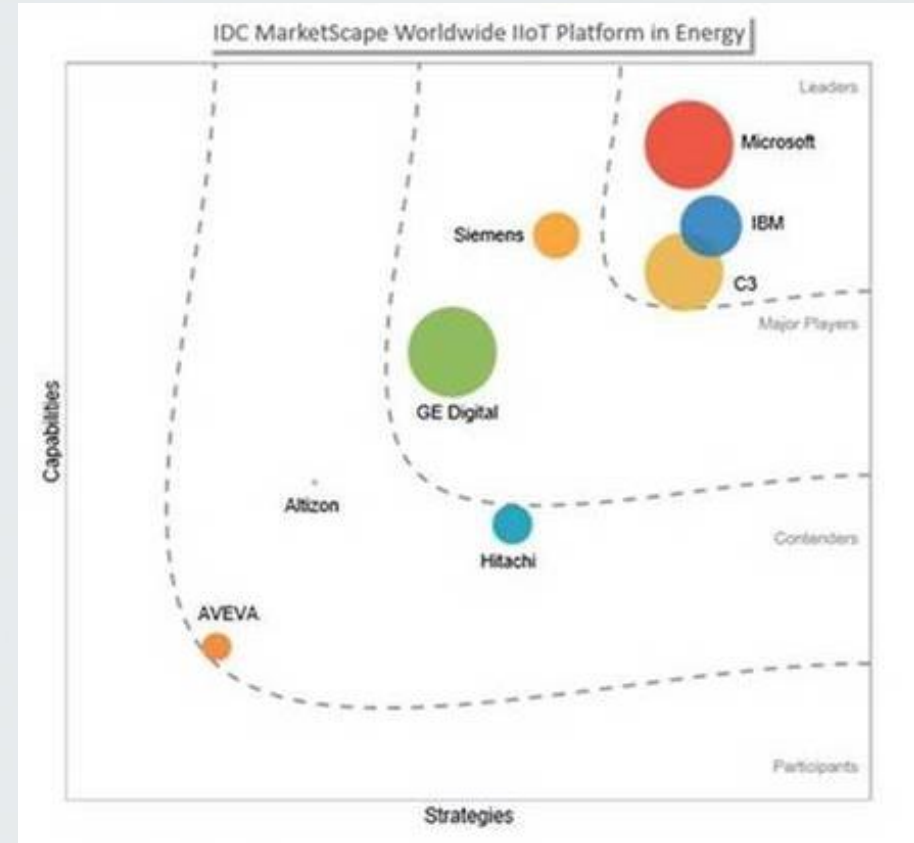 IDC MarketScape Worldwide IIoT Platform in Energy
Leaders
Microsoft
IBM
Siemens
C3
Major Players
GE Digital
Capabilities
Altizon
Contenders
Hitachi
AVEVA
Participants
Strategies